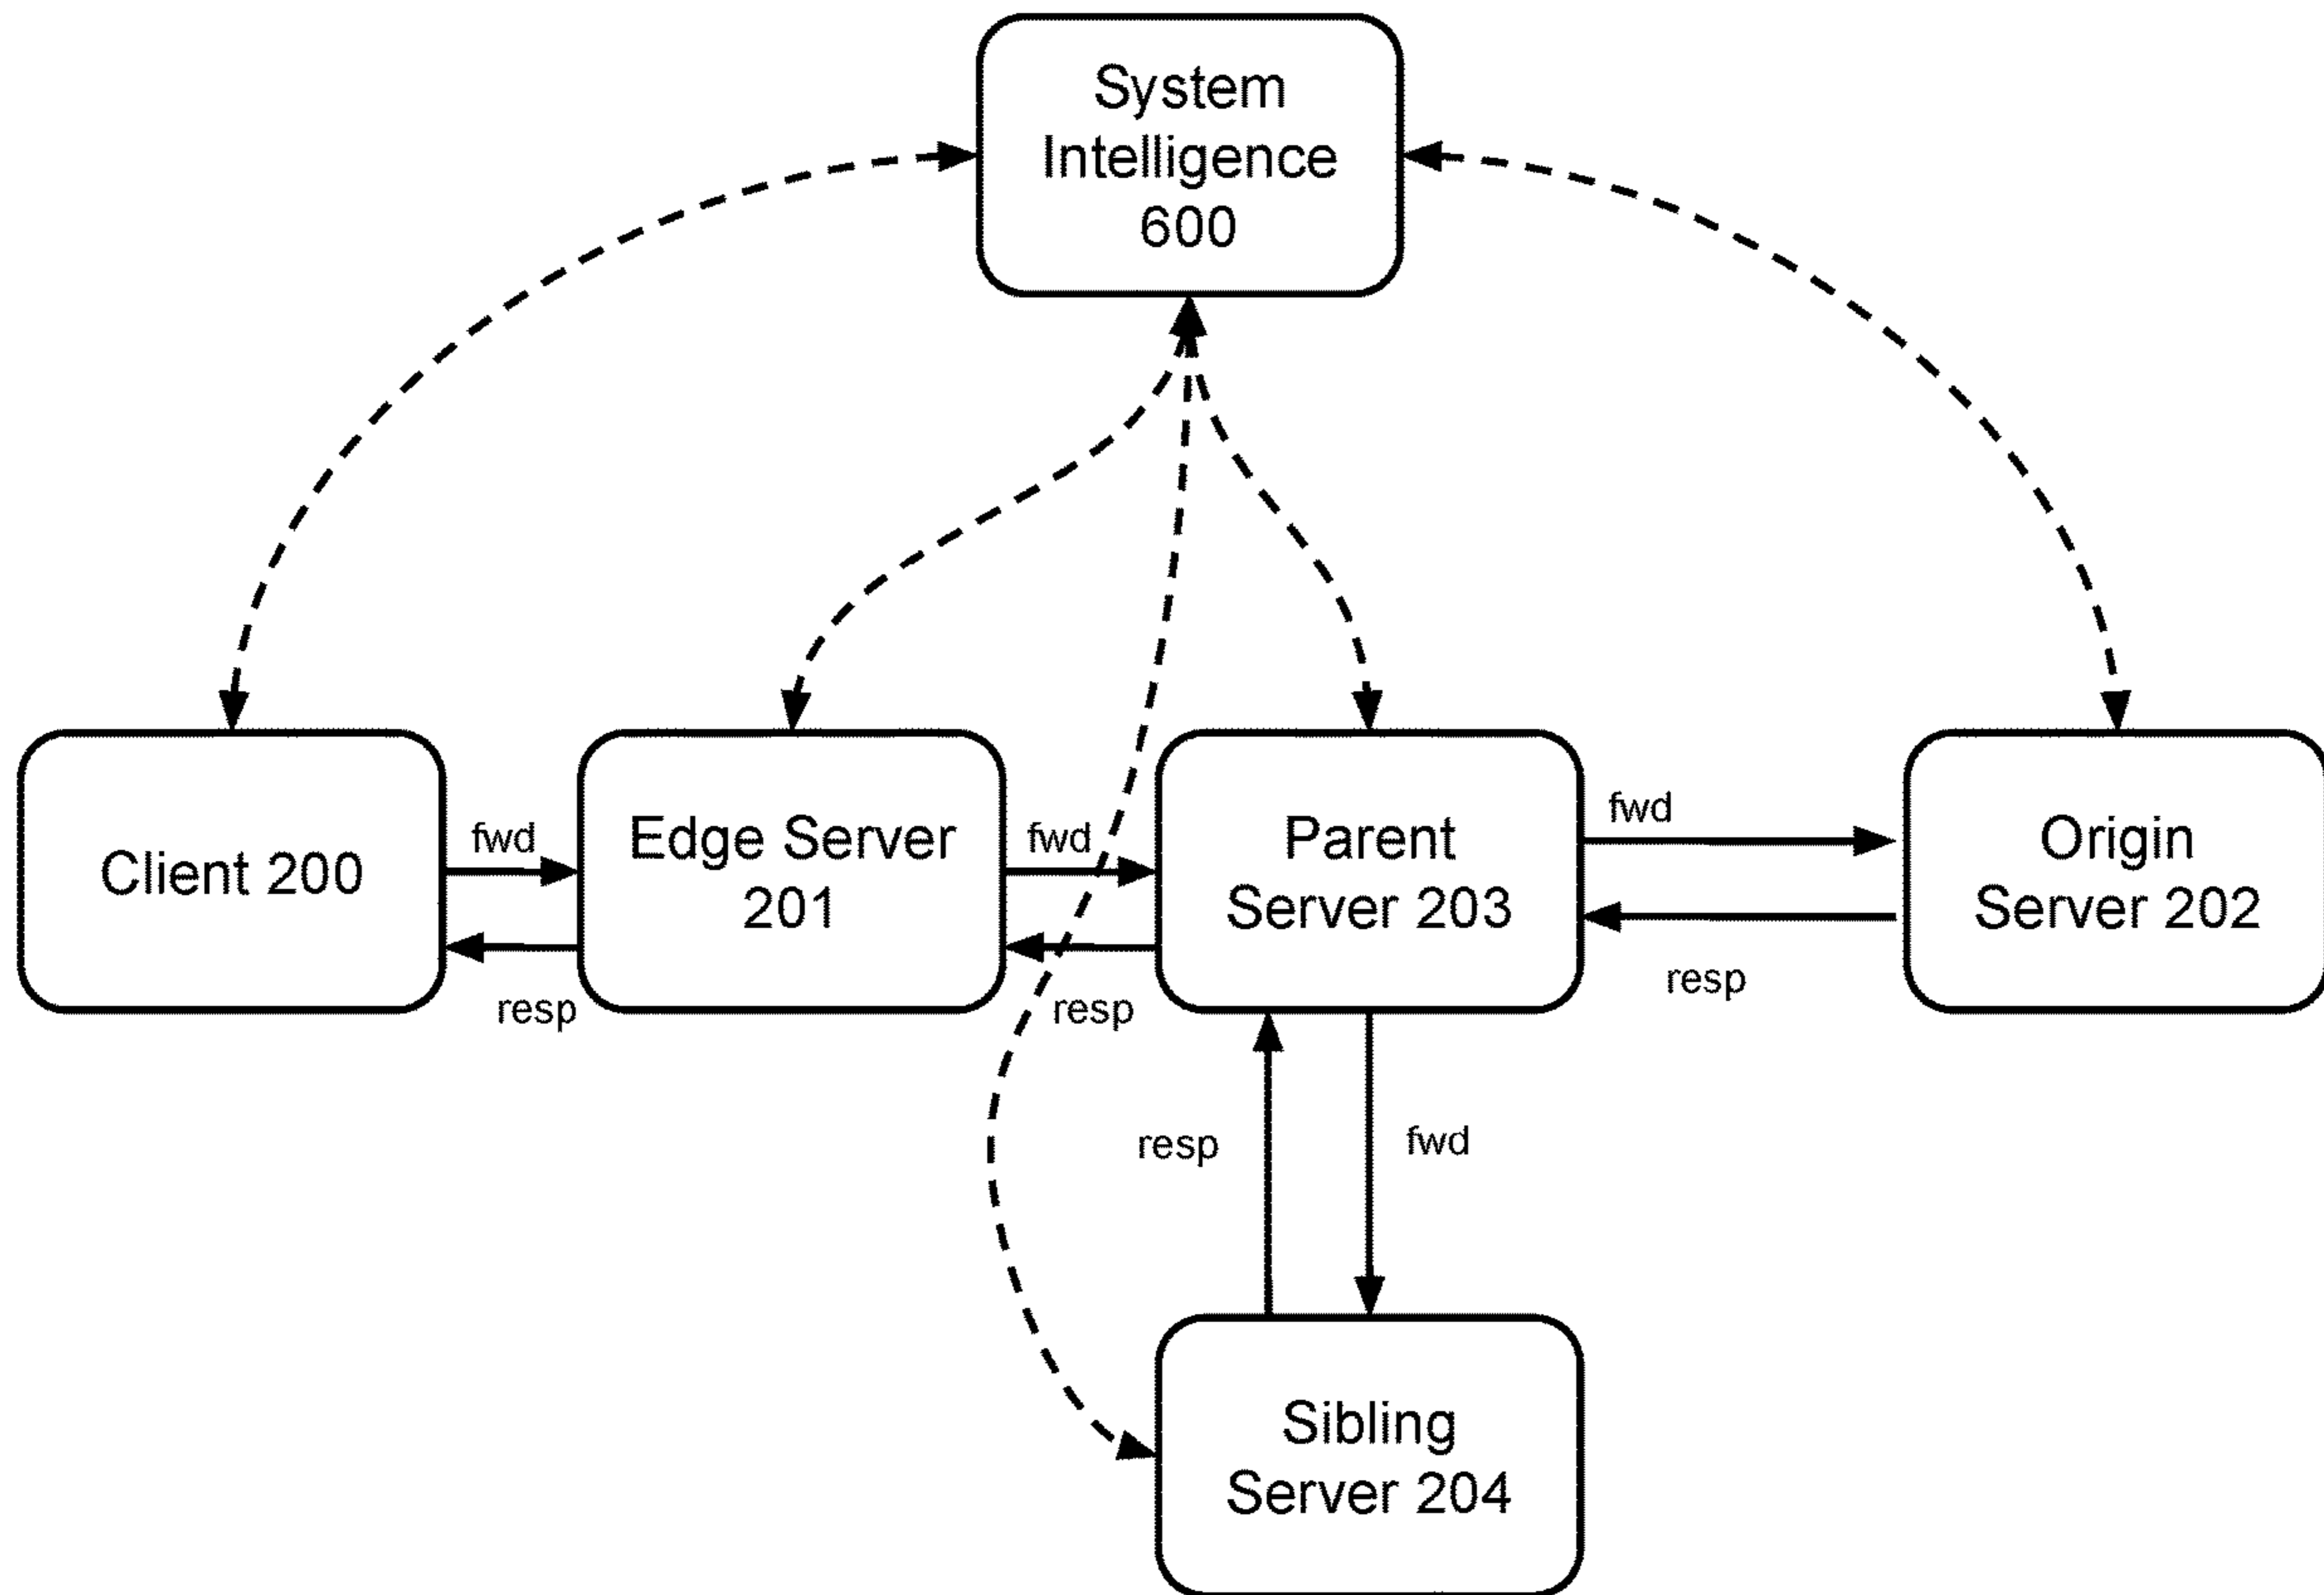 System
Intelligence
600
Client 200
fwd
resp
Edge Server
201
fwd
resp
Parent
Server 203
fwd
resp
Origin
Server 202
resp
fwd
Sibling
Server 204